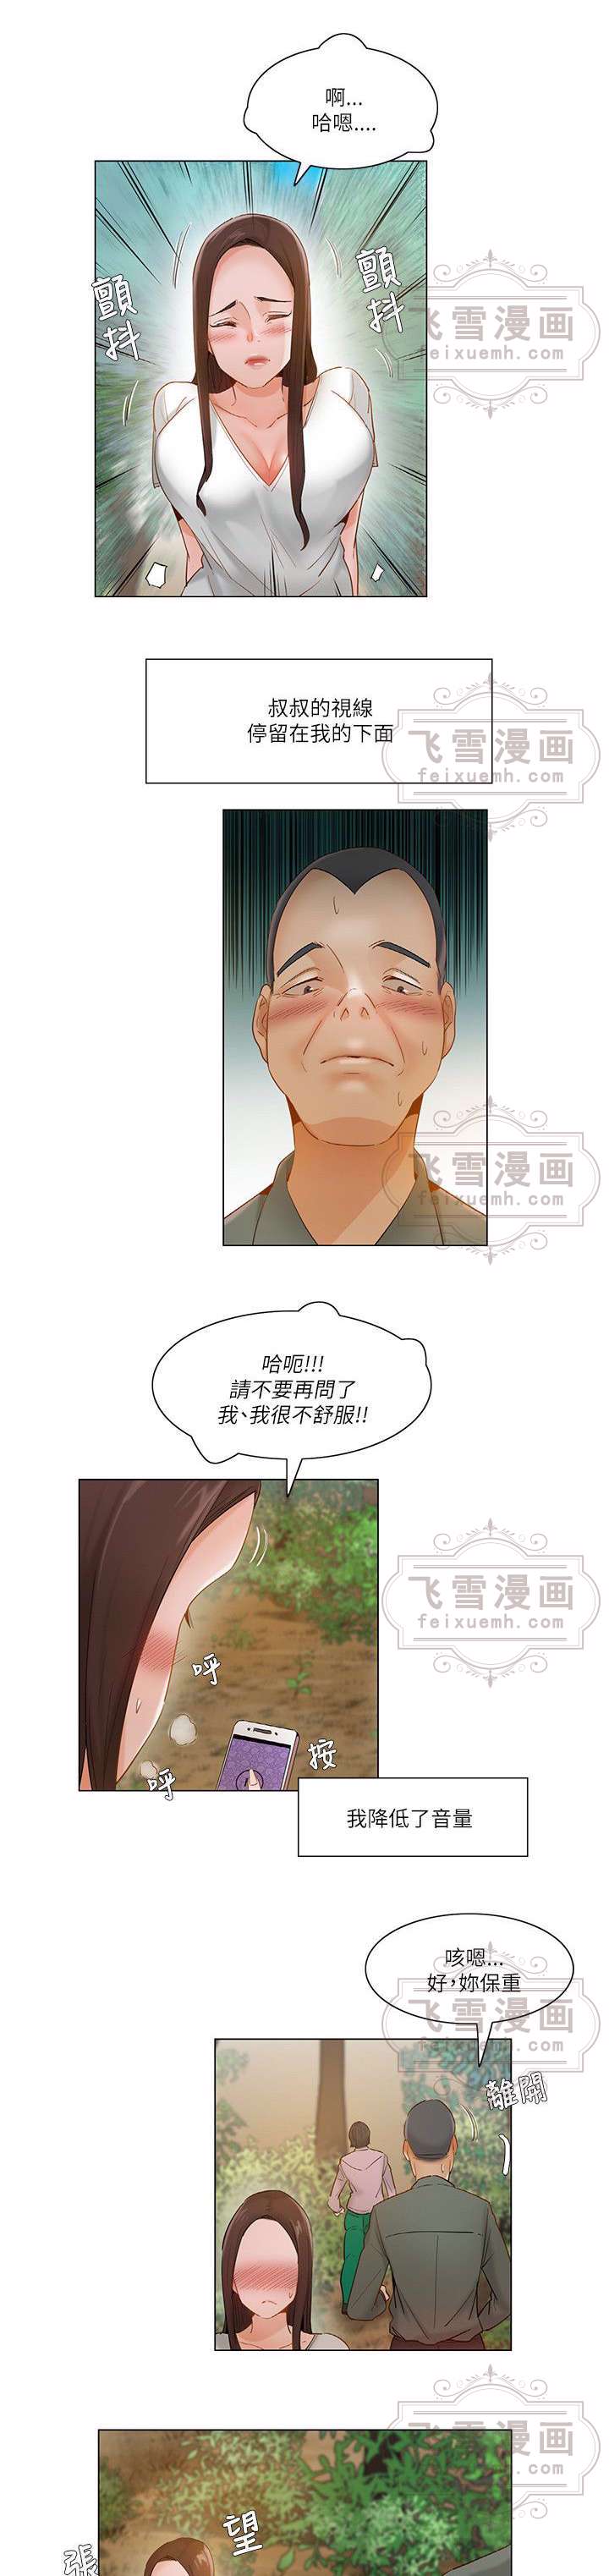 啊...
哈嗯....
顫抖
顫抖
飞雪漫画
feixuemh.com
叔叔的視線
停留在我的下面
飞雪漫画
feixuemh.com
飞雪漫画
feixuemh.com
哈呃!!!
請不要再問了
我、我很不舒服!!
飞雪漫画
feixuemh.com
呼
呼
按
我降低了音量
咳嗯...
好,妳保重
飞雪漫画
feixuemh.com
離開
飞雪漫画
feixuemh.com
望
張